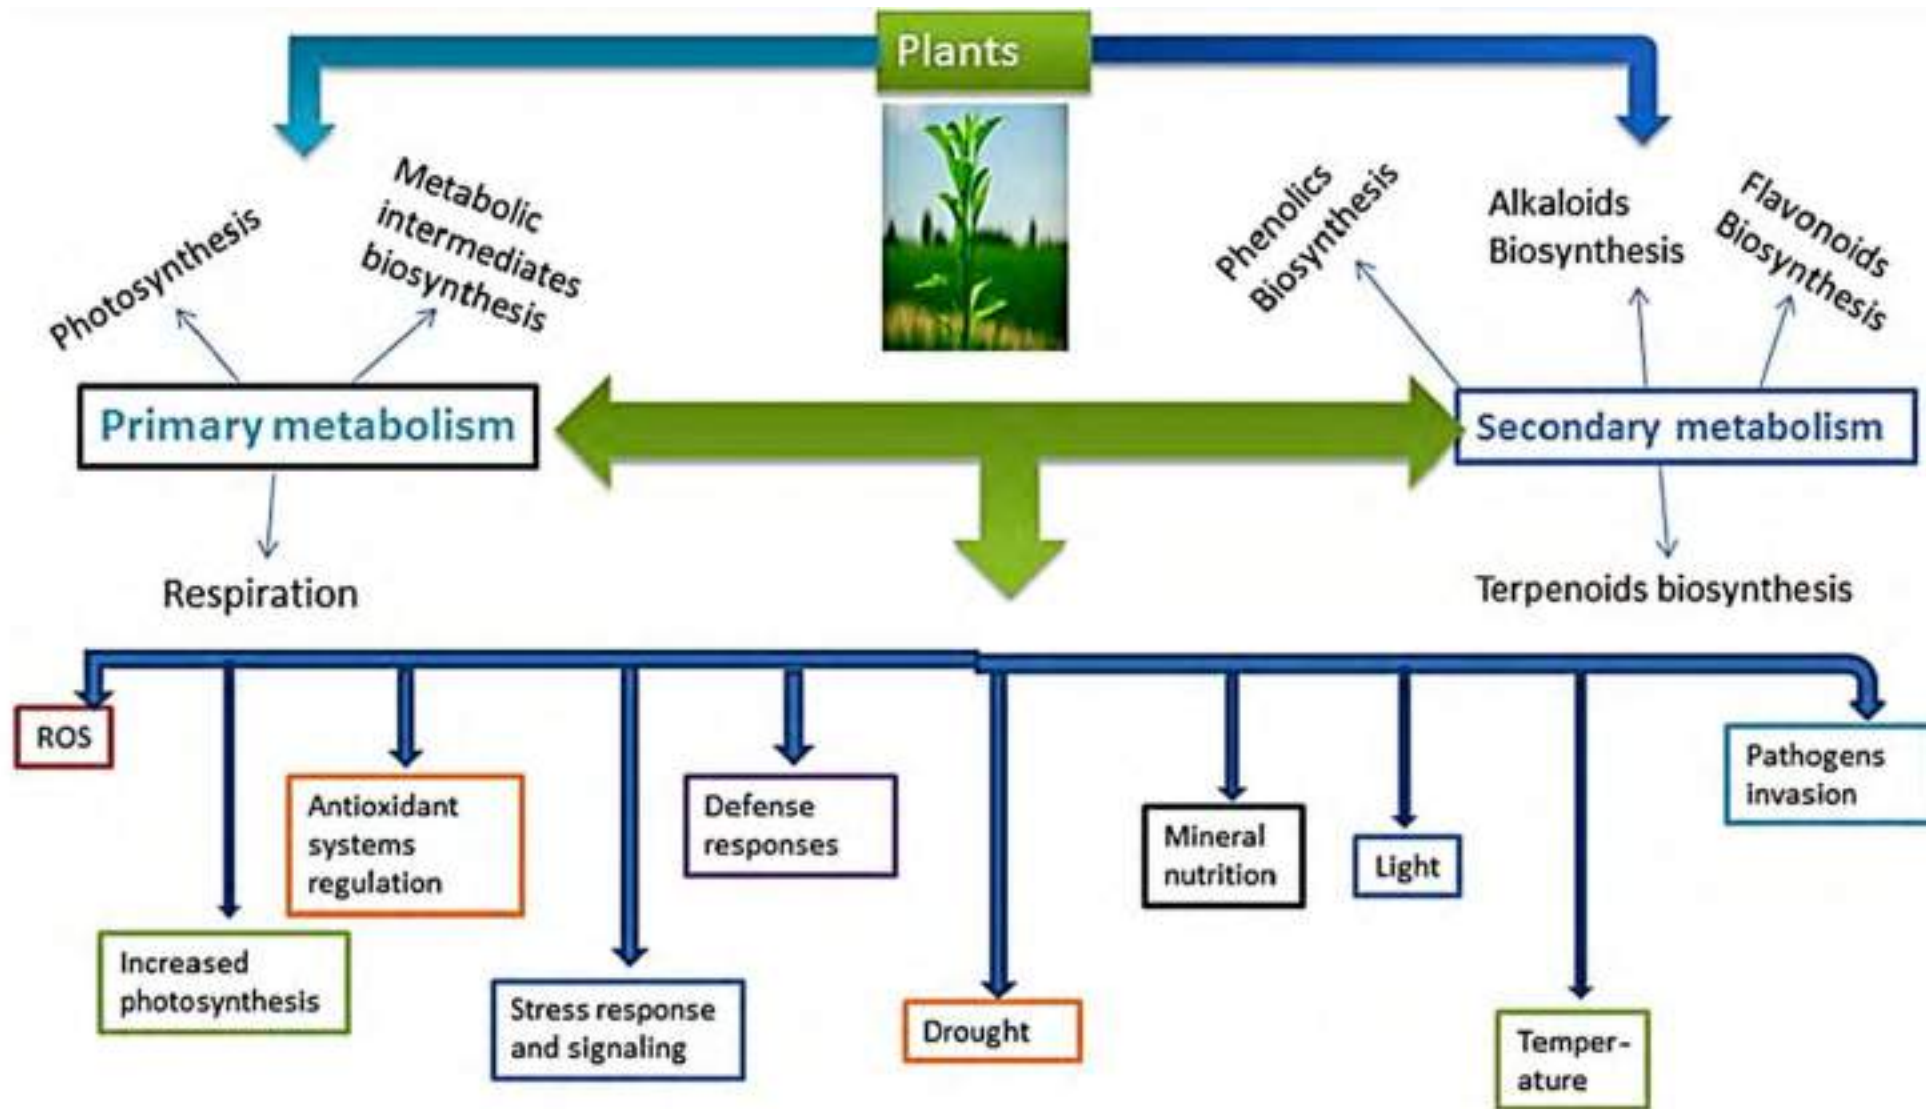 Plants
Photosynthesis
Metabolic
intermediates
biosynthesis
Phenolics
Biosynthesis
Alkaloids
Biosynthesis
Flavonoids
Biosynthesis
Primary metabolism
Secondary metabolism
Respiration
Terpenoids biosynthesis
ROS
Increased
photosynthesis
Antioxidant
systems
regulation
Stress response
and signaling
Defense
responses
Drought
Mineral
nutrition
Light
Temper-
ature
Pathogens
invasion